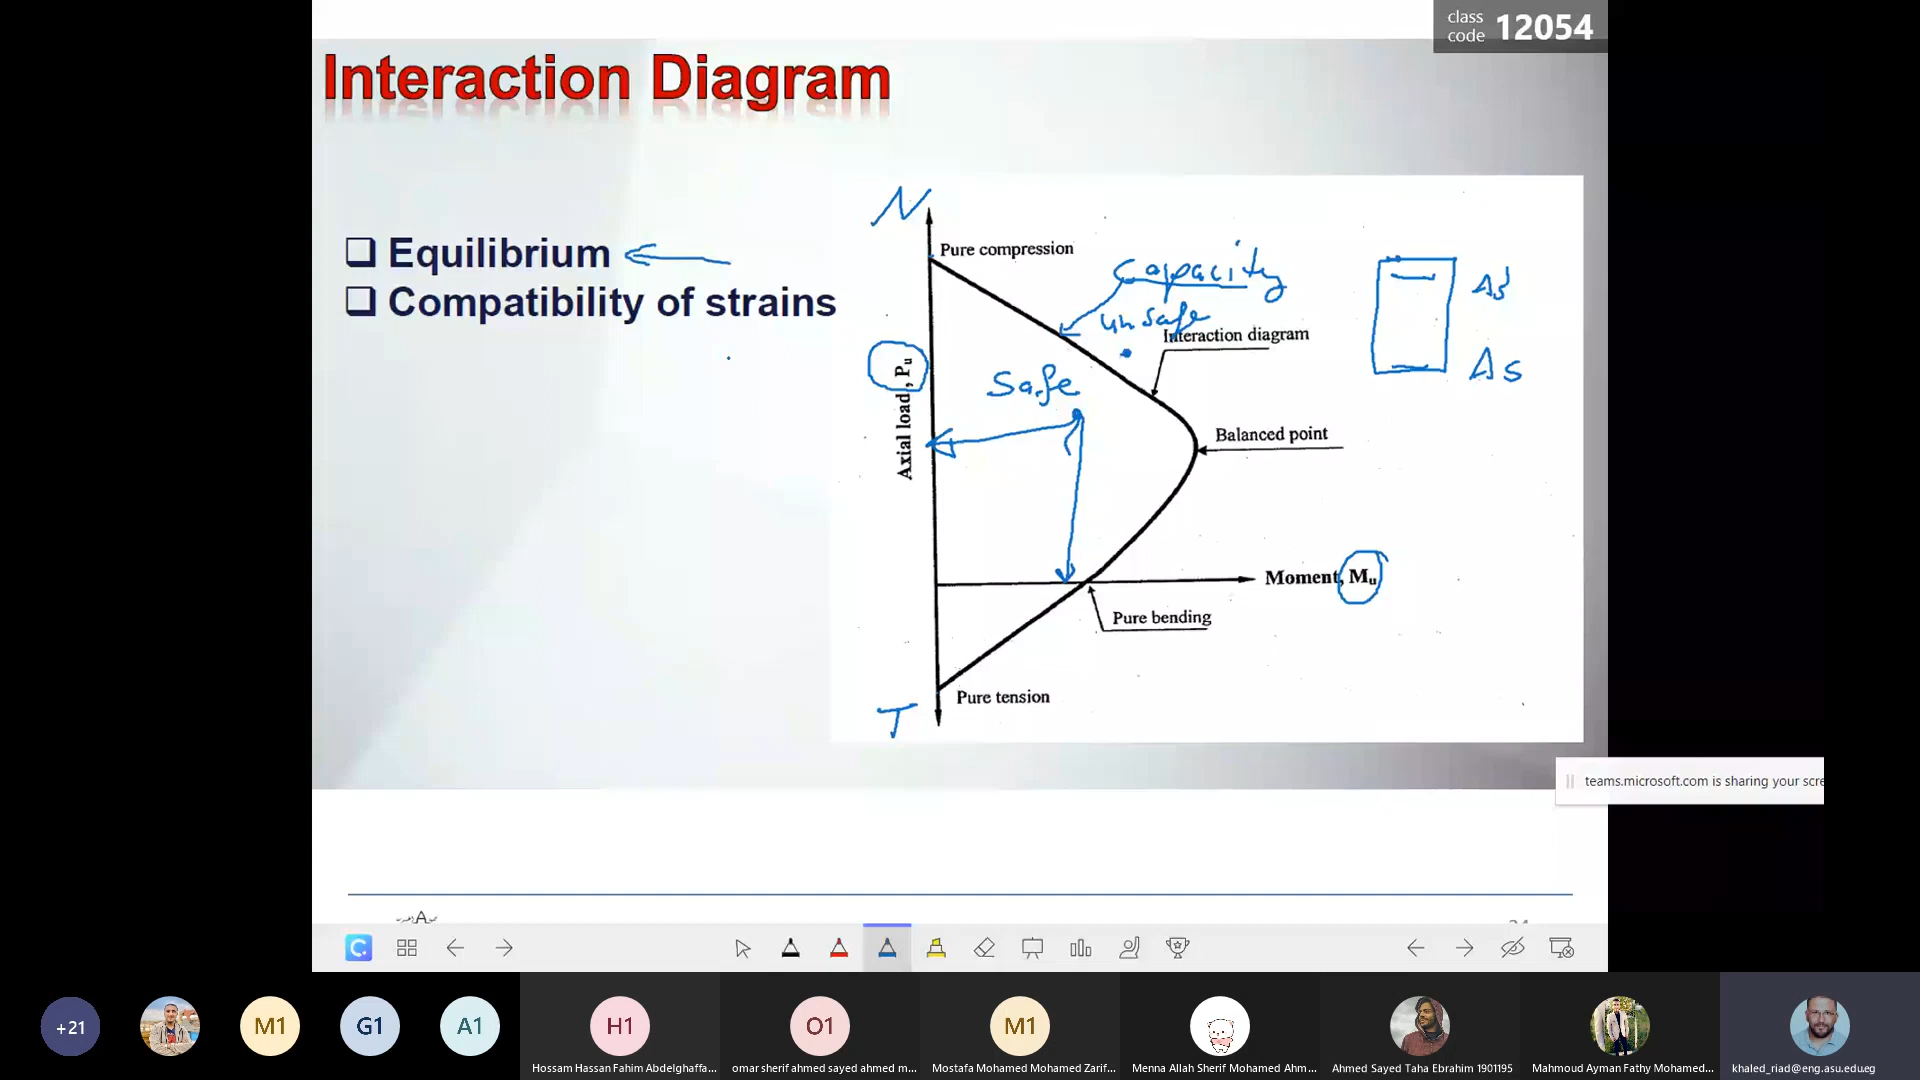 class
code 12054
Interaction Diagram
❑ Equilibrium
❑ Compatibility of strains
N
Pure compression
Capacity
unsafe
Interaction diagram
Safe
Axial load, Pu
Balanced point
As'
As
Moment, Mu
Pure bending
Pure tension
T
teams.microsoft.com is sharing your scre
+21
M1
G1
A1
H1
O1
M1
Hossam Hassan Fahim Abdelghaffa...
omar sherif ahmed sayed ahmed m...
Mostafa Mohamed Mohamed Zarif...
Menna Allah Sherif Mohamed Ahm...
Ahmed Sayed Taha Ebrahim 1901195
Mahmoud Ayman Fathy Mohamed...
khaled_riad@eng.asu.edu.eg